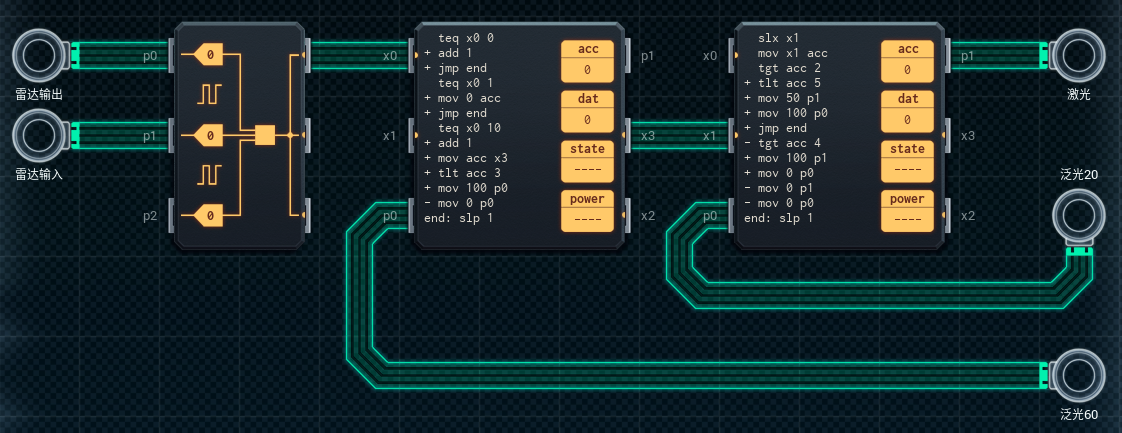 雷达输出
雷达输入
p0
p1
p2
0
0
0
x0
x1
p0
teq x0 0
+ add 1
+ jmp end
teq x0 1
+ mov 0 acc
+ jmp end
teq x0 10
+ add 1
+ mov acc x3
+ tlt acc 3
+ mov 100 p0
- mov 0 p0
end: slp 1
acc
0
dat
0
state
----
power
----
p1
x3
x2
x0
x1
p0
slx x1
mov x1 acc
tgt acc 2
+ tlt acc 5
+ mov 50 p1
+ mov 100 p0
+ jmp end
- tgt acc 4
+ mov 100 p1
+ mov 0 p0
- mov 0 p1
- mov 0 p0
end: slp 1
acc
0
dat
0
state
----
power
----
p1
x3
x2
激光
泛光20
泛光60